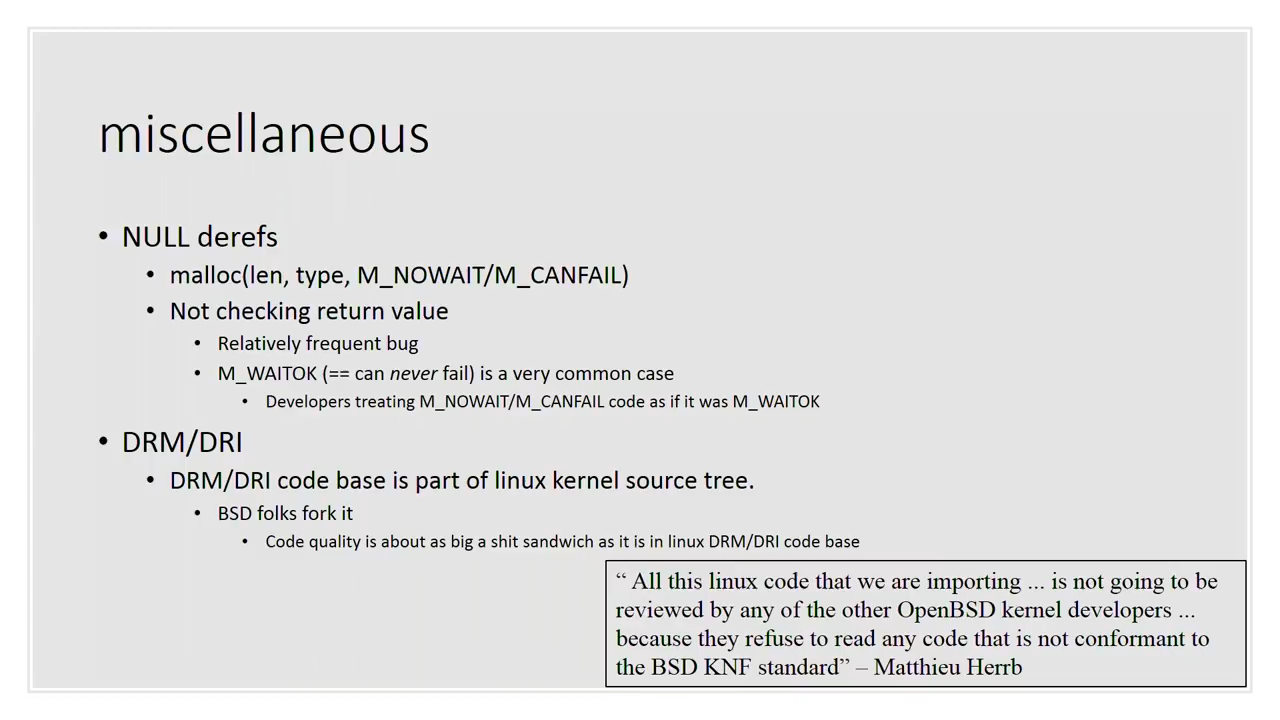 miscellaneous
• NULL derefs
• malloc(len, type, M_NOWAIT/M_CANFAIL)
• Not checking return value
• Relatively frequent bug
• M_WAITOK (== can never fail) is a very common case
• Developers treating M_NOWAIT/M_CANFAIL code as if it was M_WAITOK
• DRM/DRI
• DRM/DRI code base is part of linux kernel source tree.
• BSD folks fork it
• Code quality is about as big a shit sandwich as it is in linux DRM/DRI code base
“ All this linux code that we are importing ... is not going to be
reviewed by any of the other OpenBSD kernel developers ...
because they refuse to read any code that is not conformant to
the BSD KNF standard” – Matthieu Herrb